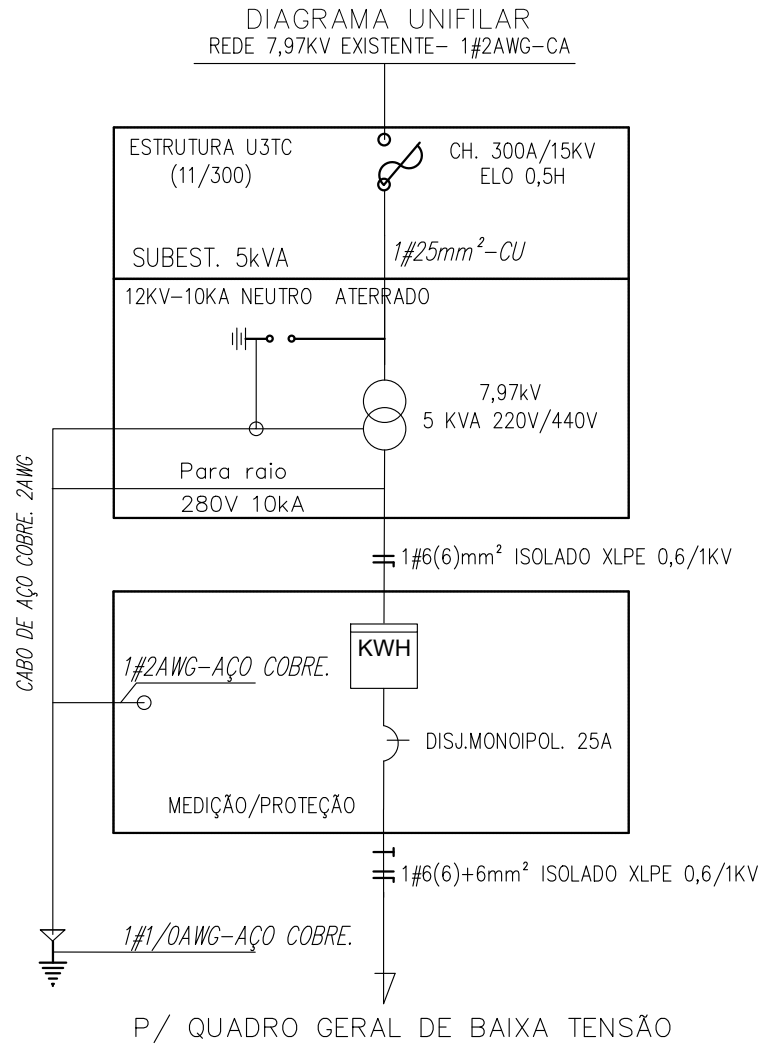 DIAGRAMA UNIFILAR
REDE 7,97KV EXISTENTE- 1#2AWG-CA
ESTRUTURA U3TC
(11/300)
CH. 300A/15KV
ELO 0,5H
SUBEST. 5kVA
1#25mm²-CU
12KV-10KA NEUTRO ATERRADO
7,97kV
5 KVA 220V/440V
Para raio
280V 10kA
CABO DE AÇO COBRE. 2AWG
1#6(6)mm² ISOLADO XLPE 0,6/1KV
KWH
1#2AWG-AÇO COBRE.
DISJ.MONOIPOL. 25A
MEDIÇÃO/PROTEÇÃO
1#6(6)+6mm² ISOLADO XLPE 0,6/1KV
1#1/0AWG-AÇO COBRE.
P/ QUADRO GERAL DE BAIXA TENSÃO